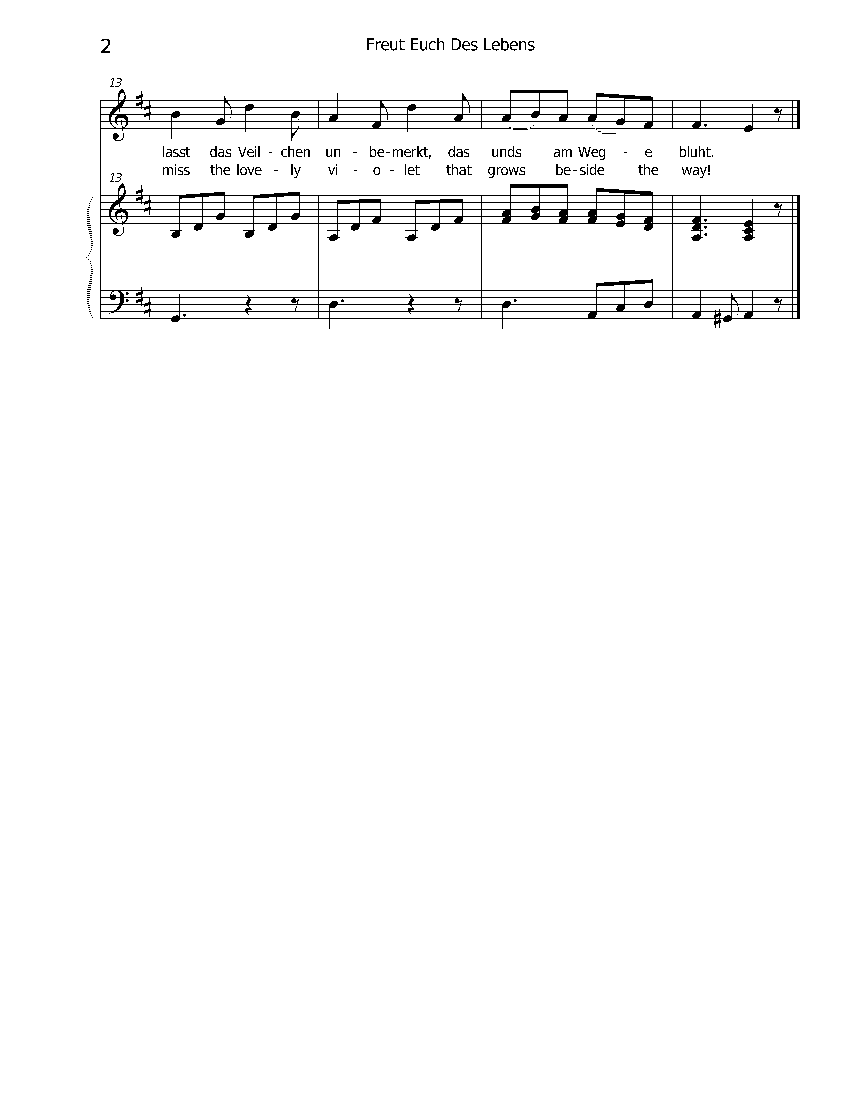 2
Freut Euch Des Lebens
13
lasst das Veil - chen un - be-merkt, das unds am Weg - e bluht.
miss the love - ly vi - o - let that grows be-side the way!
13